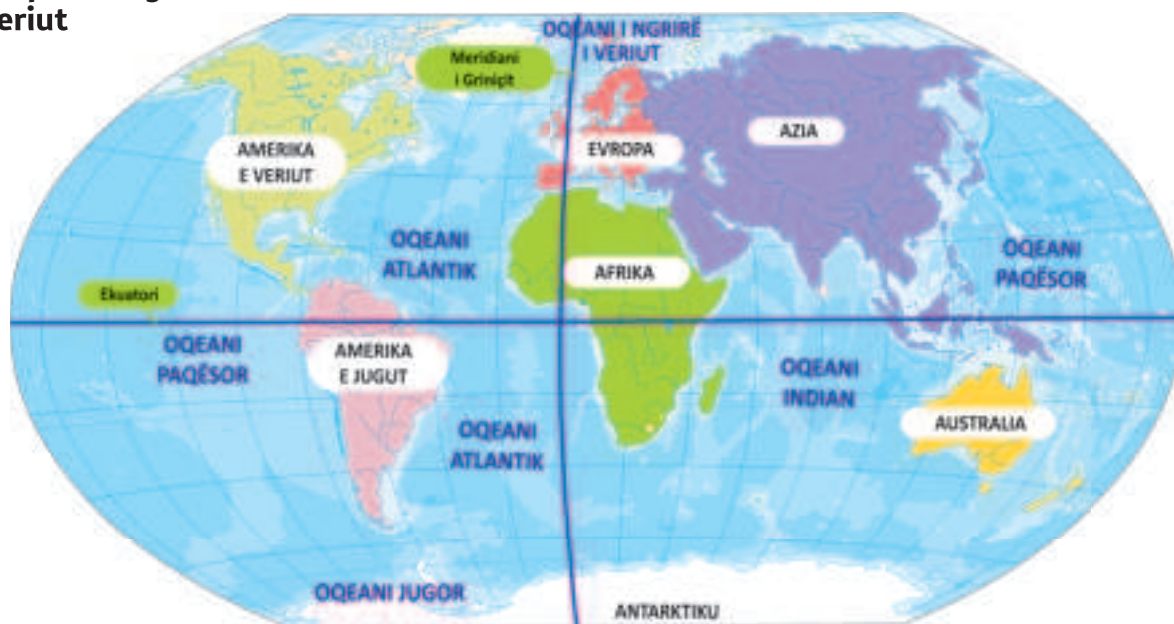 eriut
OQEANI I NGRIRË
I VERIUT
Meridiani
i Griniçit
AZIA
AMERIKA
E VERIUT
EVROPA
OQEANI
ATLANTIK
AFRIKA
OQEANI
PAQËSOR
Ekuatori
OQEANI
PAQËSOR
AMERIKA
E JUGUT
OQEANI
INDIAN
AUSTRALIA
OQEANI
ATLANTIK
OQEANI JUGOR
ANTARKTIKU